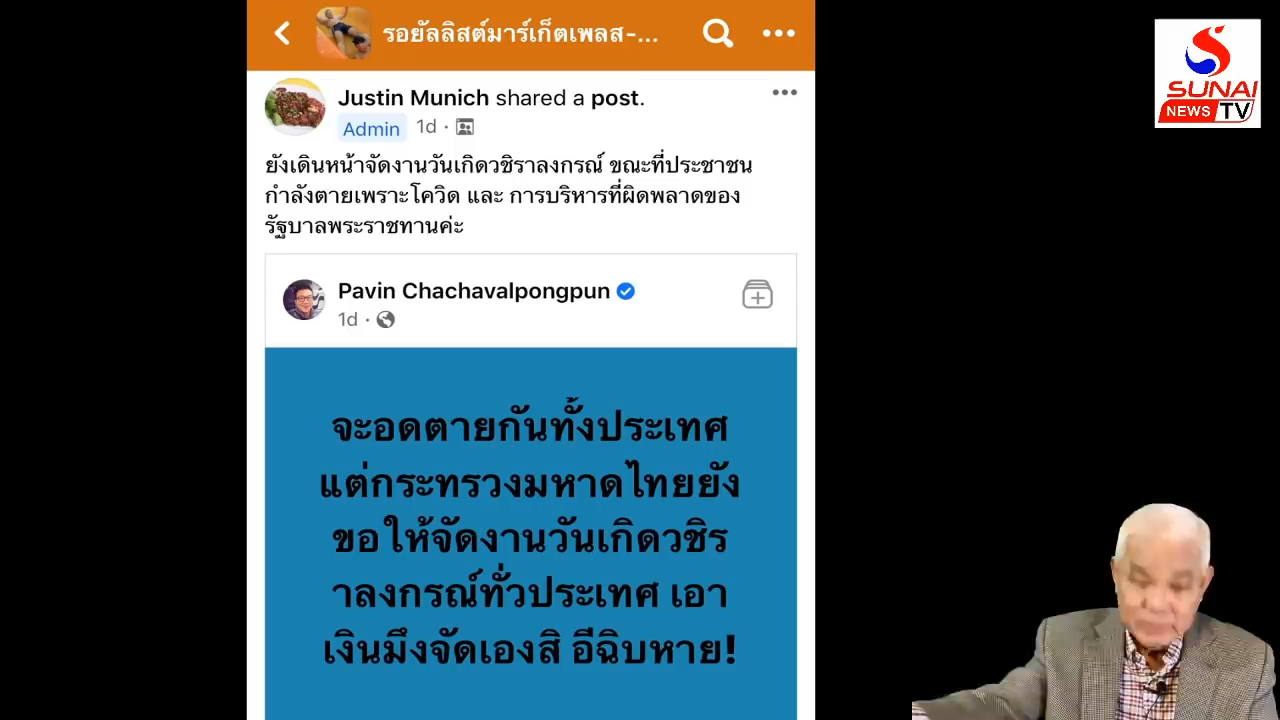 รอยัลลิสต์มาร์เก็ตเพลส-...
SUNAI
NEWS TV
Justin Munich shared a post.
Admin 1d
ยังเดินหน้าจัดงานวันเกิดวชิราลงกรณ์ ขณะที่ประชาชน
กำลังตายเพราะโควิด และ การบริหารที่ผิดพลาดของ
รัฐบาลพระราชทานค่ะ
Pavin Chachavalpongpun
1d
จะอดตายกันทั้งประเทศ
แต่กระทรวงมหาดไทยยัง
ขอให้จัดงานวันเกิดวชิร
าลงกรณ์ทั่วประเทศ เอา
เงินมึงจัดเองสิ อีฉิบหาย!